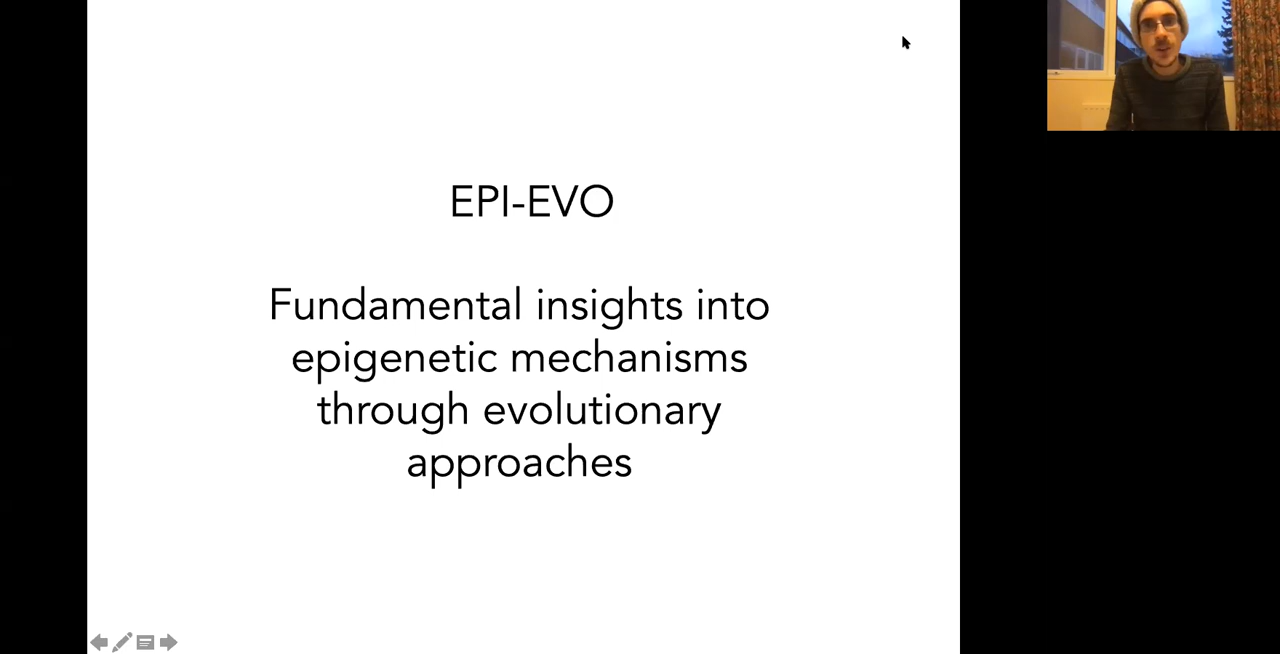 EPI-EVO
Fundamental insights into
epigenetic mechanisms
through evolutionary
approaches